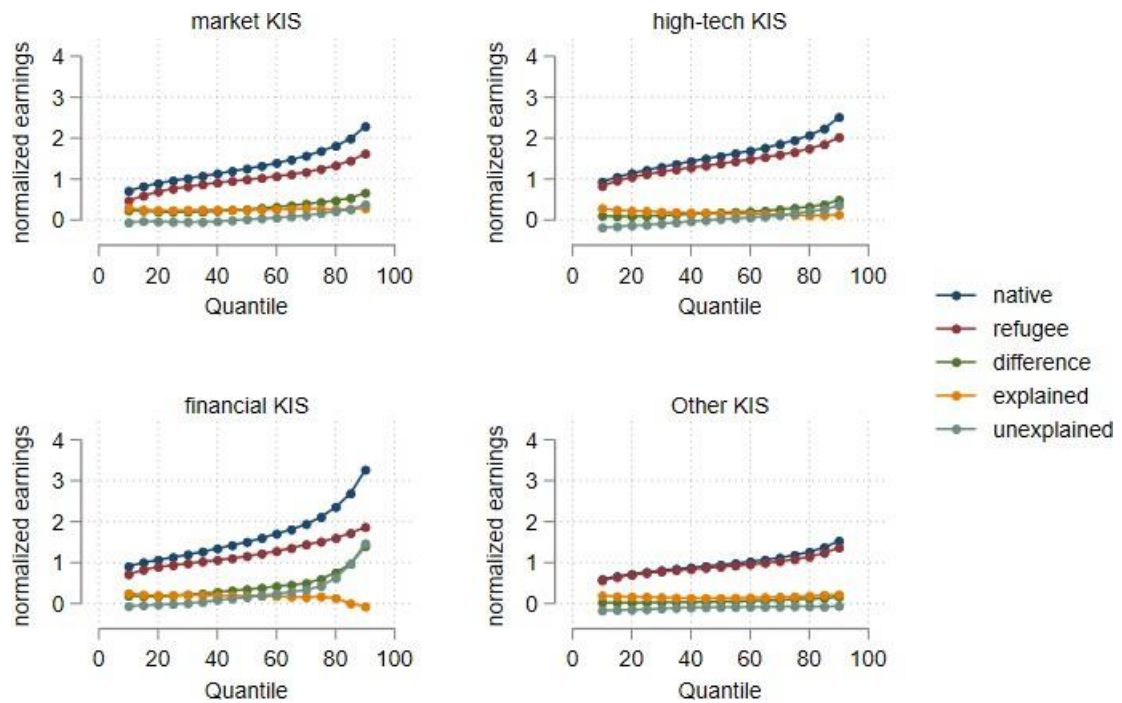 market KIS
normalized earnings
4
3
2
1
0
0 20 40 60 80 100
Quantile
high-tech KIS
normalized earnings
4
3
2
1
0
0 20 40 60 80 100
Quantile
native
refugee
difference
explained
unexplained
financial KIS
normalized earnings
4
3
2
1
0
0 20 40 60 80 100
Quantile
Other KIS
normalized earnings
4
3
2
1
0
0 20 40 60 80 100
Quantile